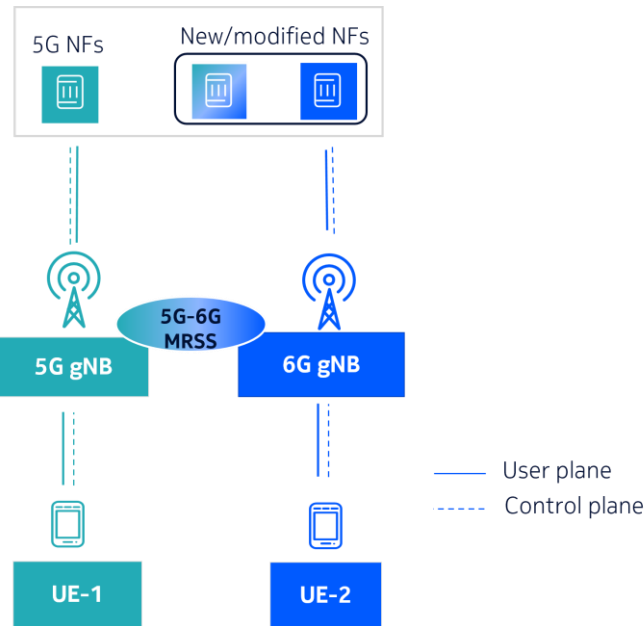 5G NFs
New/modified NFs
5G-6G
MRSS
5G gNB
6G gNB
User plane
Control plane
UE-1
UE-2